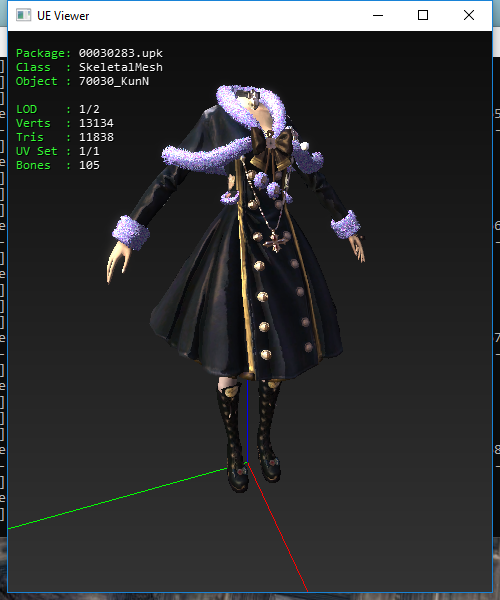 UE Viewer
Package: 00030283.upk
Class : SkeletalMesh
Object : 70030_KunN
LOD : 1/2
Verts : 13134
Tris : 11838
UV Set : 1/1
Bones : 105